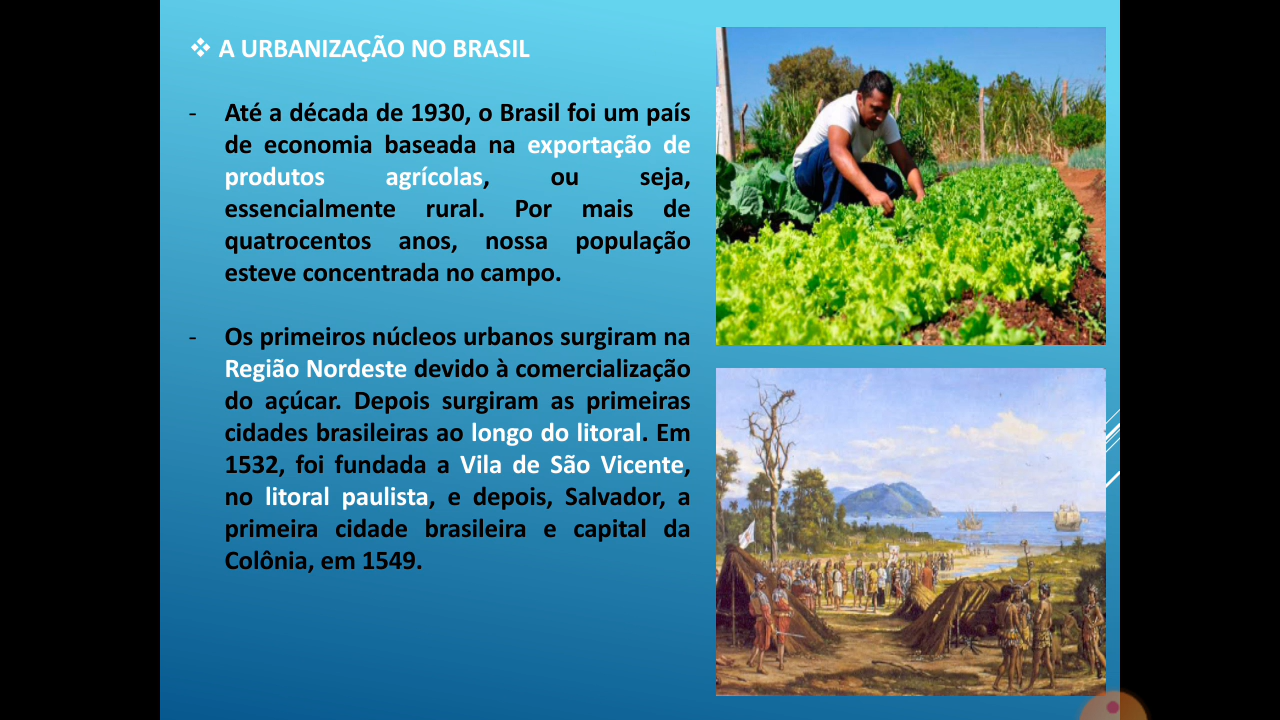 ❖ A URBANIZAÇÃO NO BRASIL
- Até a década de 1930, o Brasil foi um país
de economia baseada na exportação de
produtos agrícolas, ou seja,
essencialmente rural. Por mais de
quatrocentos anos, nossa população
esteve concentrada no campo.
- Os primeiros núcleos urbanos surgiram na
Região Nordeste devido à comercialização
do açúcar. Depois surgiram as primeiras
cidades brasileiras ao longo do litoral. Em
1532, foi fundada a Vila de São Vicente,
no litoral paulista, e depois, Salvador, a
primeira cidade brasileira e capital da
Colônia, em 1549.